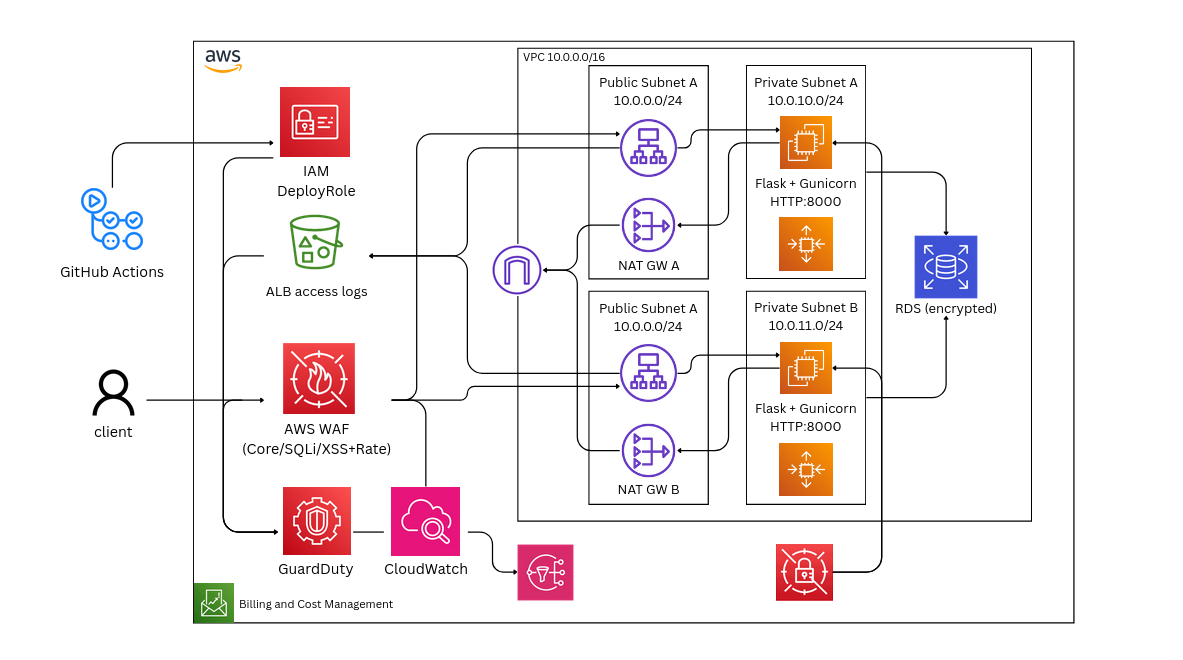 aws
VPC 10.0.0.0/16
Public Subnet A
10.0.0.0/24
Private Subnet A
10.0.10.0/24
IAM
DeployRole
Flask + Gunicorn
HTTP:8000
GitHub Actions
NAT GW A
ALB access logs
Public Subnet A
10.0.0.0/24
Private Subnet B
10.0.11.0/24
RDS (encrypted)
client
AWS WAF
(Core/SQLi/XSS+Rate)
Flask + Gunicorn
HTTP:8000
NAT GW B
GuardDuty
CloudWatch
Billing and Cost Management